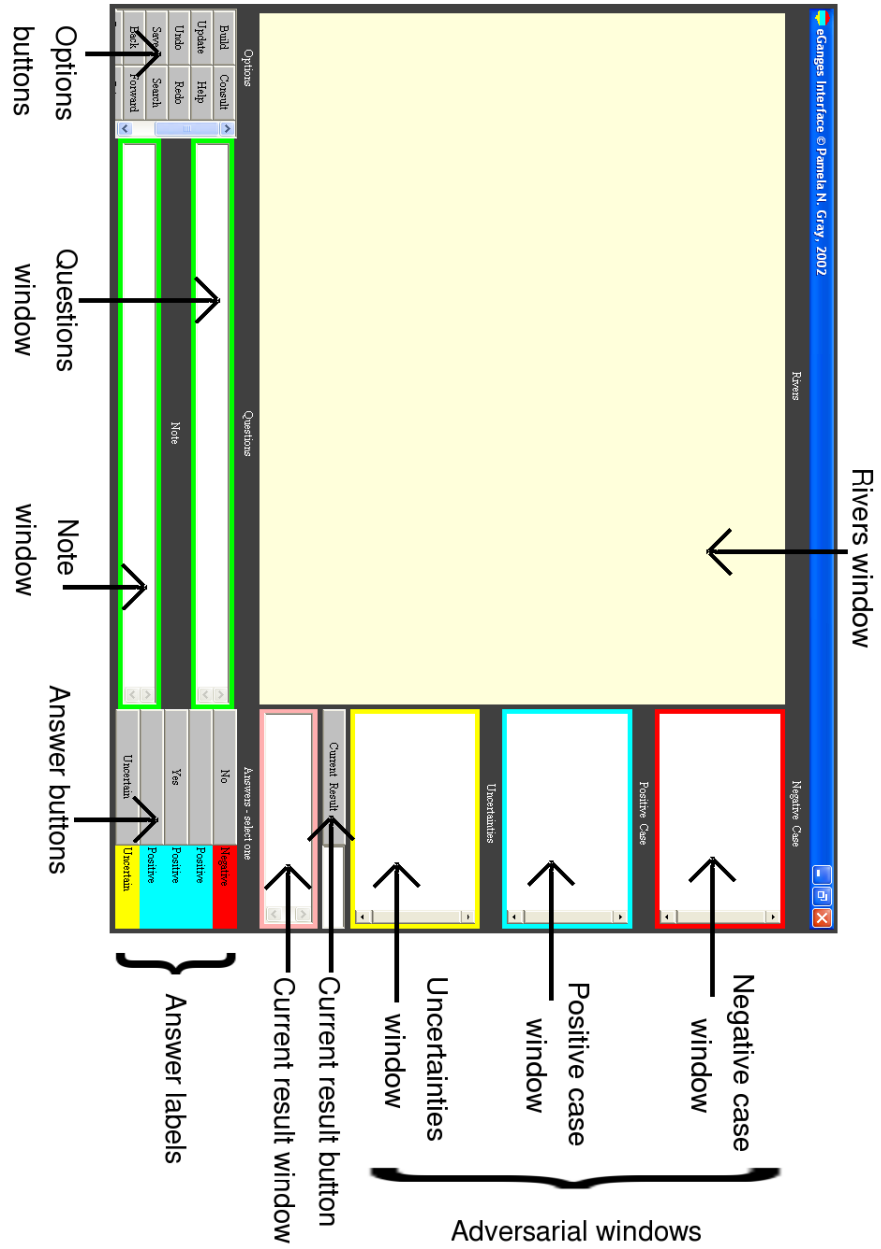 eGanges Interface © Pamela N. Gray, 2002
Rivers window
Rivers
Negative Case
Negative case
window
Positive Case
Positive case
window
Uncertainties
Uncertainties
window
Adversarial windows
Current Result
Current result button
Current result window
Options
Questions
Answers - select one
Build
Consult
Update
Help
Undo
Redo
Save
Search
Back
Forward
Note
No
Negative
Positive
Yes
Positive
Positive
Uncertain
Uncertain
Answer labels
Options
buttons
Questions
window
Note
window
Answer buttons